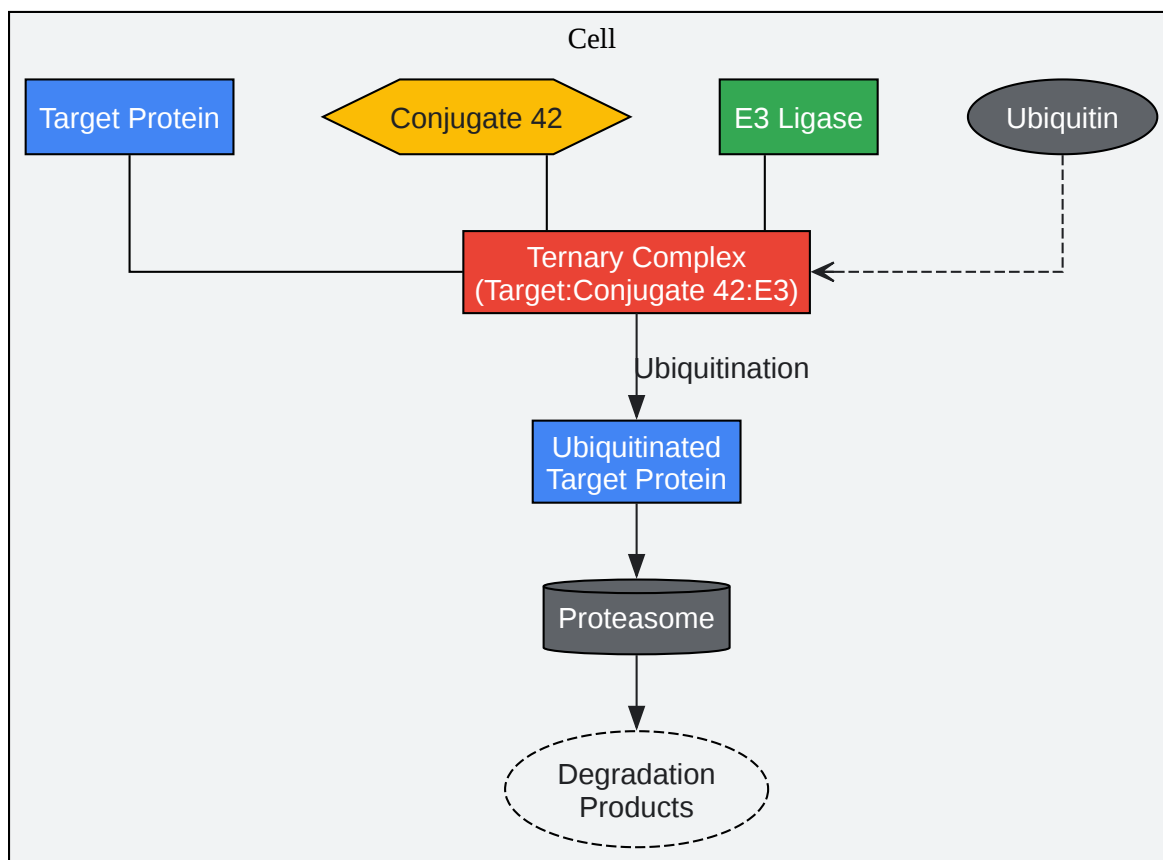 Cell
Target Protein
Conjugate 42
E3 Ligase
Ubiquitin
Ternary Complex
(Target:Conjugate 42:E3)
Ubiquitination
Ubiquitinated
Target Protein
Proteasome
Degradation
Products